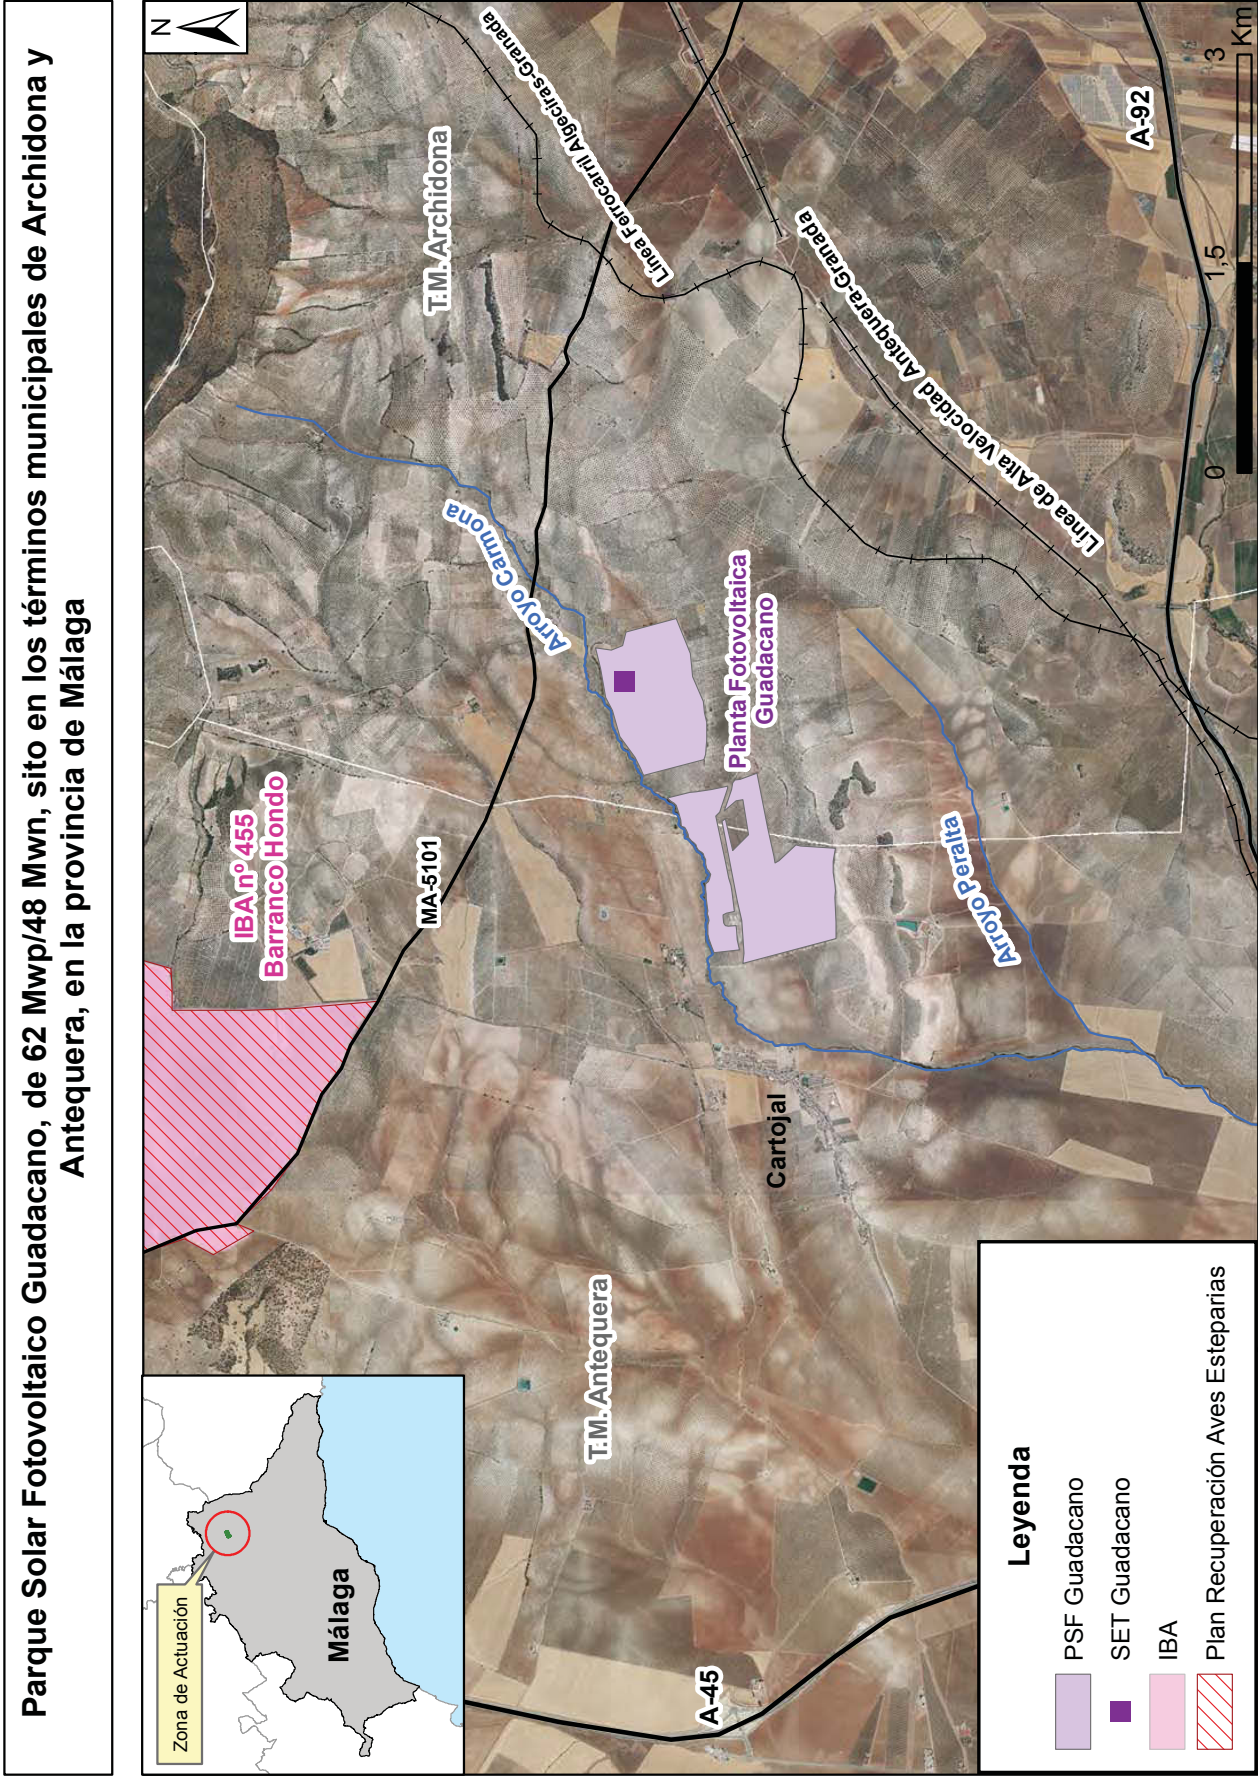 Parque Solar Fotovoltaico Guadacano, de 62 Mwp/48 Mwn, sito en los términos municipales de Archidona y
Antequera, en la provincia de Málaga
N
Zona de Actuación
Málaga
IBA nº 455
Barranco Hondo
MA-5101
T.M. Archidona
Línea Ferrocarril Algeciras-Granada
Arroyo Carmona
Planta Fotovoltaica
Guadacano
Línea de Alta Velocidad Antequera-Granada
T.M. Antequera
Cartojal
Arroyo Peralta
A-45
A-92
Leyenda
PSF Guadacano
SET Guadacano
IBA
Plan Recuperación Aves Esteparias
0
1,5
3
Km